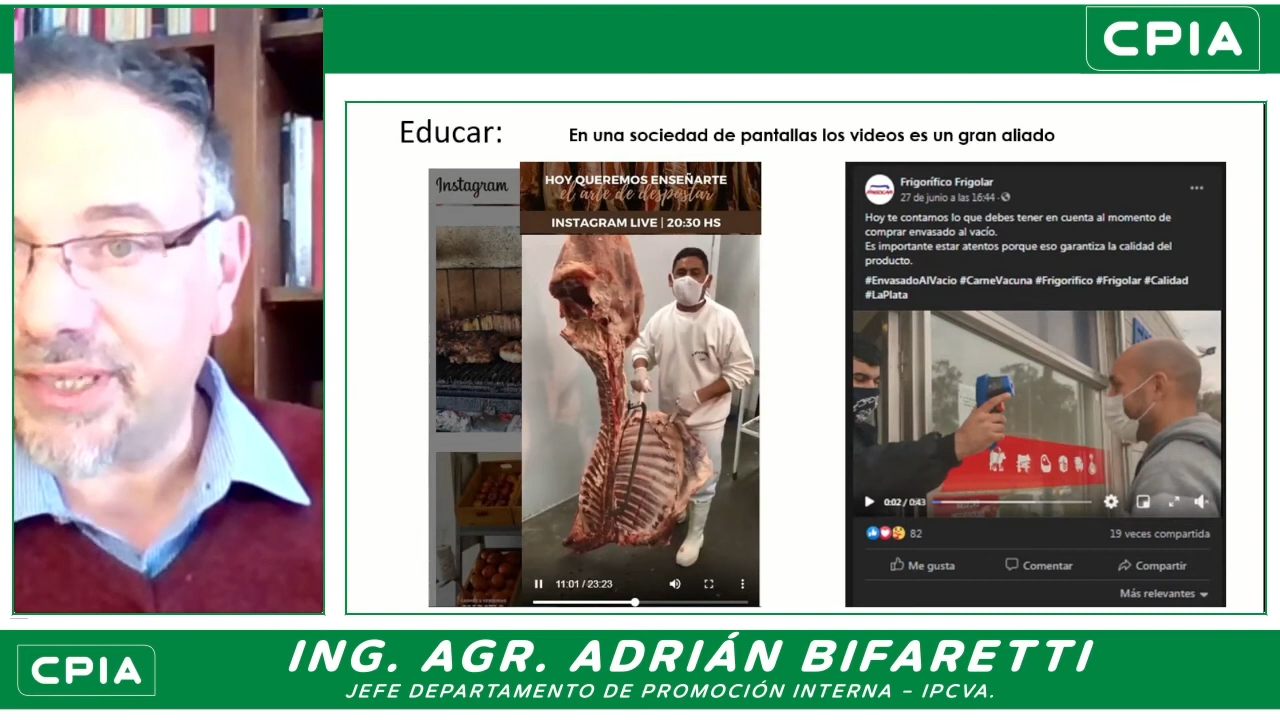 CPIA
Educar:
En una sociedad de pantallas los videos es un gran aliado
Instagram
HOY QUEREMOS ENSEÑARTE
el arte de despostar
INSTAGRAM LIVE | 20:30 HS
11:01 / 23:23
Frigorífico Frigolar
27 de junio a las 16:44 ·
Hoy te contamos lo que debes tener en cuenta al momento de
comprar envasado al vacío.
Es importante estar atentos porque eso garantiza la calidad del
producto.
#EnvasadoAlVacio #CarneVacuna #Frigorifico #Frigolar #Calidad
#LaPlata
0:02 / 0:43
82
19 veces compartida
Me gusta
Comentar
Compartir
Más relevantes
CPIA
ING. AGR. ADRIÁN BIFARETTI
JEFE DEPARTAMENTO DE PROMOCIÓN INTERNA – IPCVA.